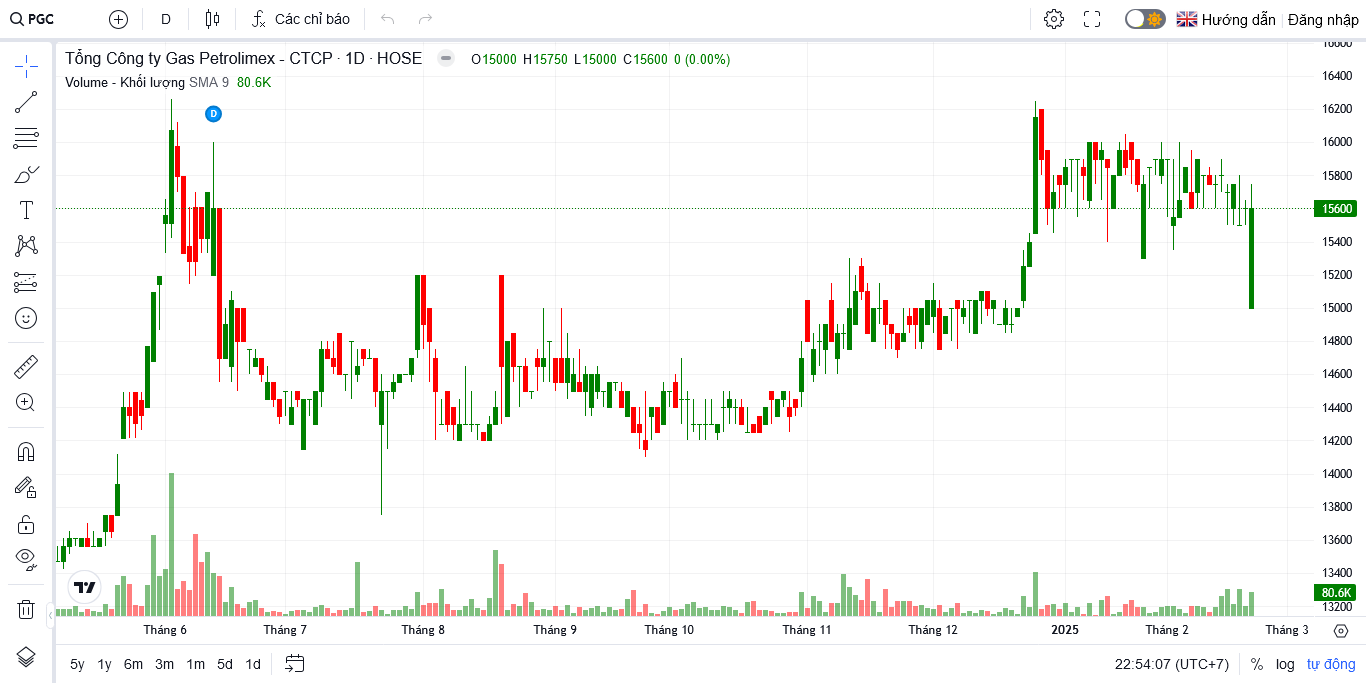 PGC D Các chỉ báo Hướng dẫn Đăng nhập
Tổng Công ty Gas Petrolimex - CTCP · 1D · HOSE O15000 H15750 L15000 C15600 0 (0.00%)
Volume - Khối lượng SMA 9 80.6K
D
16600
16400
16200
16000
15800
15600
15400
15200
15000
14800
14600
14400
14200
14000
13800
13600
13400
80.6K
13200
Tháng 6 Tháng 7 Tháng 8 Tháng 9 Tháng 10 Tháng 11 Tháng 12 2025 Tháng 2 Tháng 3
5y 1y 6m 3m 1m 5d 1d 22:54:07 (UTC+7) % log tự động